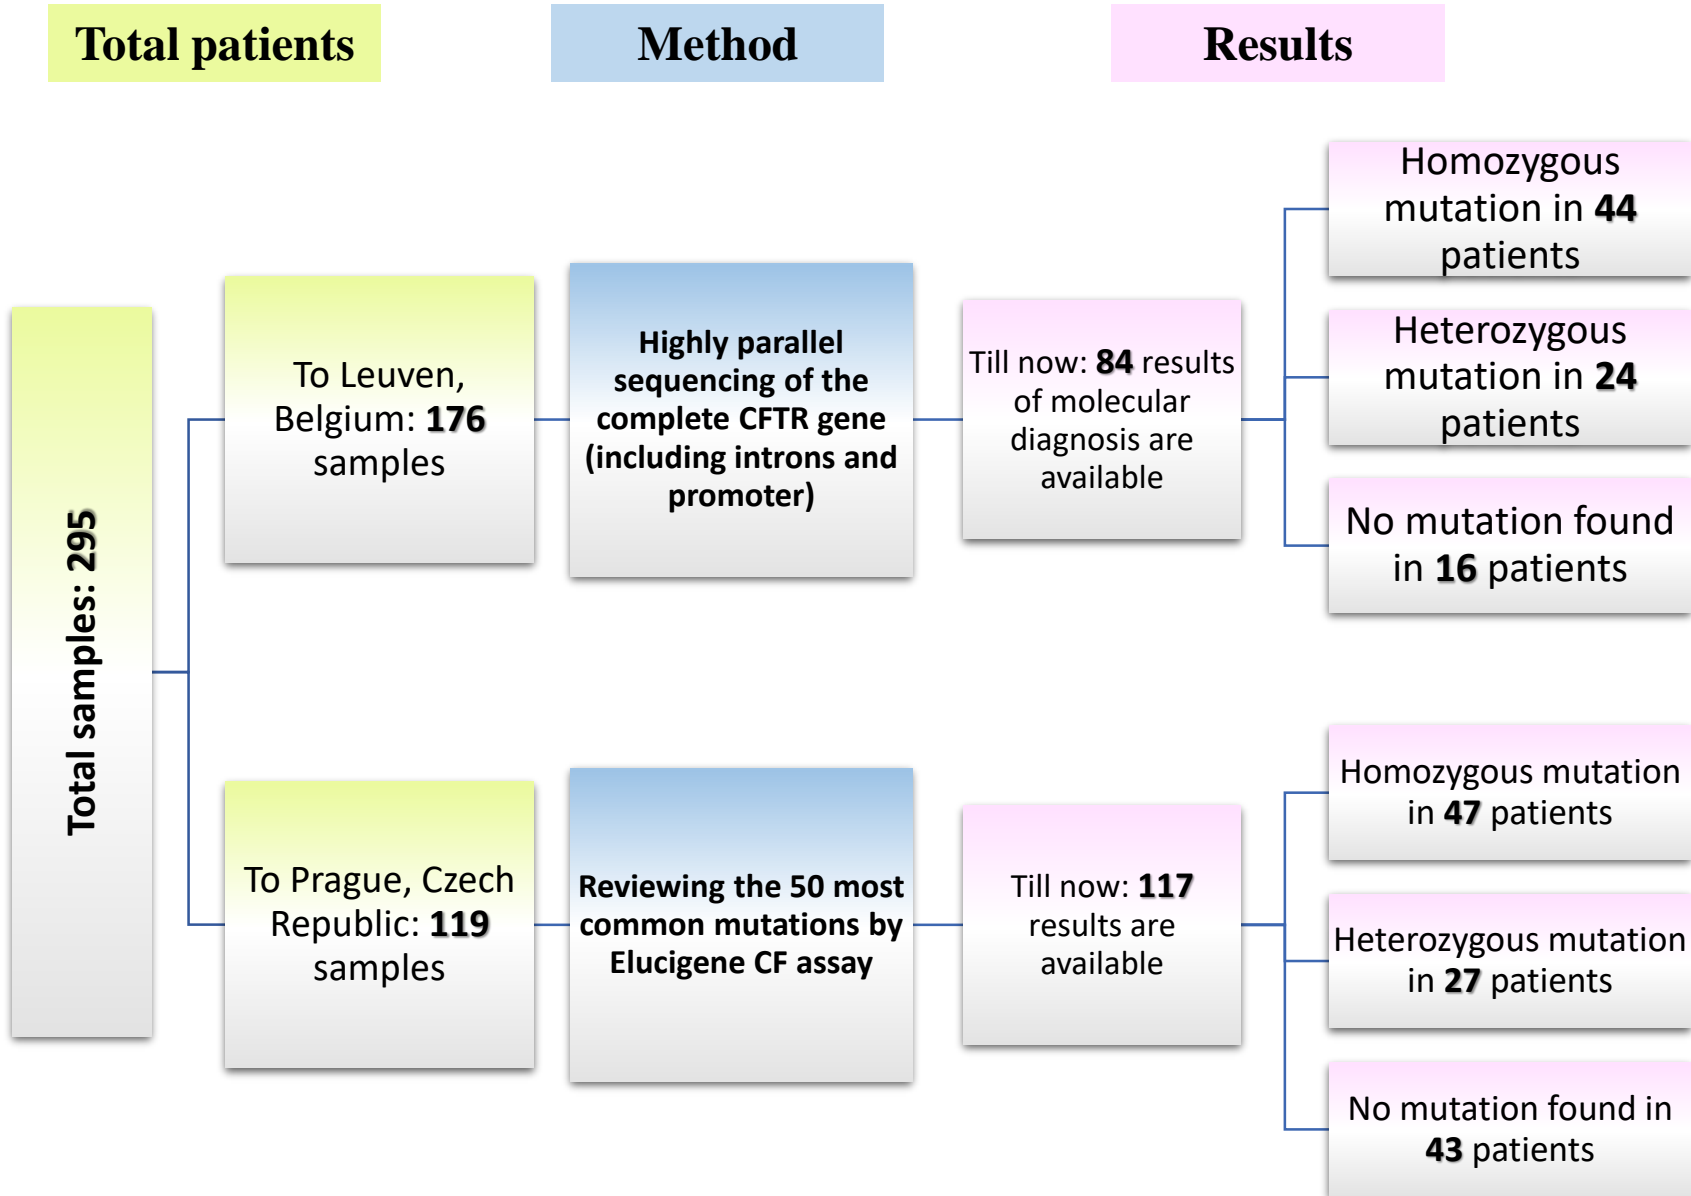 Total patients
Method
Results
Total samples: 295
To Leuven,
Belgium: 176
samples
Highly parallel
sequencing of the
complete CFTR gene
(including introns and
promoter)
Till now: 84 results
of molecular
diagnosis are
available
Homozygous
mutation in 44
patients
Heterozygous
mutation in 24
patients
No mutation found
in 16 patients
To Prague, Czech
Republic: 119
samples
Reviewing the 50 most
common mutations by
Elucigene CF assay
Till now: 117
results are
available
Homozygous mutation
in 47 patients
Heterozygous mutation
in 27 patients
No mutation found in
43 patients